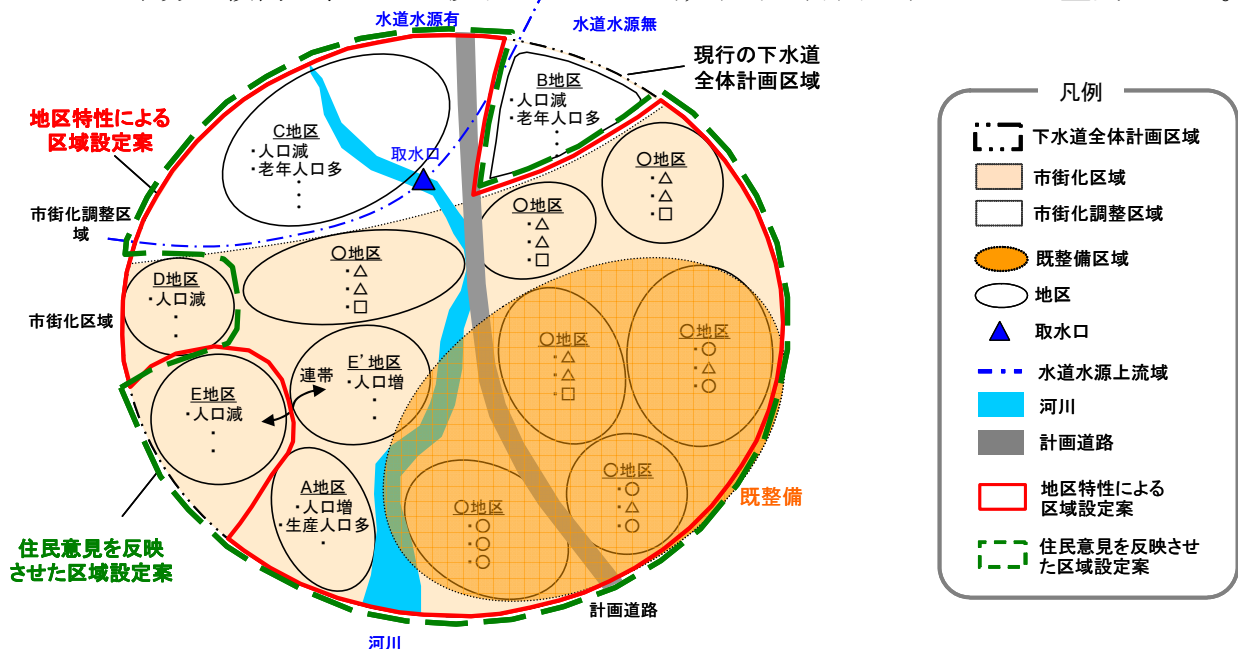 水道水源有
水道水源無
現行の下水道
全体計画区域
地区特性による
区域設定案
B地区
・人口減
・老年人口多
・
・
C地区
・人口減
・老年人口多
・
・
・
取水口
〇地区
・△
・△
・□
〇地区
・△
・△
・□
市街化調整区
域
〇地区
・△
・△
・□
D地区
・人口減
・
・
市街化区域
E'地区
・人口増
・
・
連帯
E地区
・人口減
・
・
〇地区
・△
・△
・□
〇地区
・〇
・△
・〇
A地区
・人口増
・生産人口多
・
〇地区
・〇
・〇
・〇
〇地区
・〇
・△
・〇
既整備
住民意見を反映
させた区域設定案
計画道路
河川
凡例
下水道全体計画区域
市街化区域
市街化調整区域
既整備区域
地区
取水口
水道水源上流域
河川
計画道路
地区特性による
区域設定案
住民意見を反映させ
た区域設定案